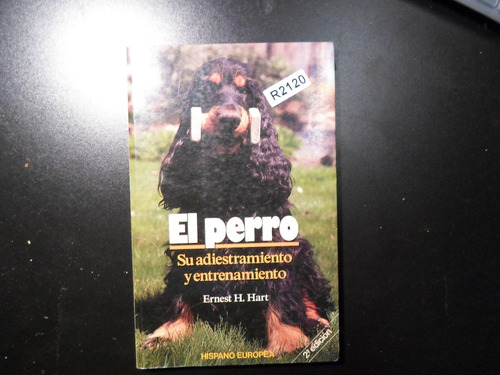 R2120
El perro
Su adiestramiento
y entrenamiento
Ernest H. Hart
2ª edición
HISPANO EUROPEA